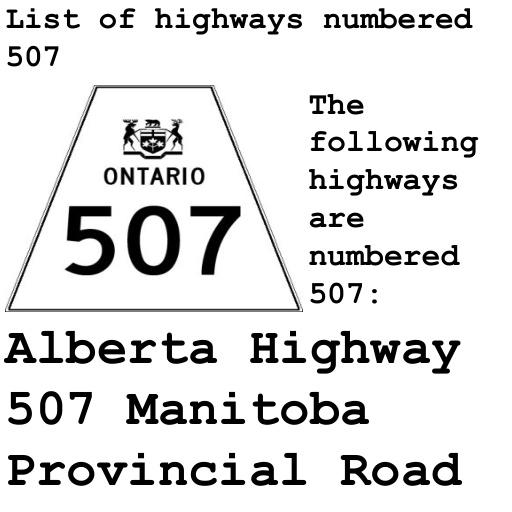 List of highways numbered
507
ONTARIO
507
The
following
highways
are
numbered
507:
Alberta Highway
507 Manitoba
Provincial Road